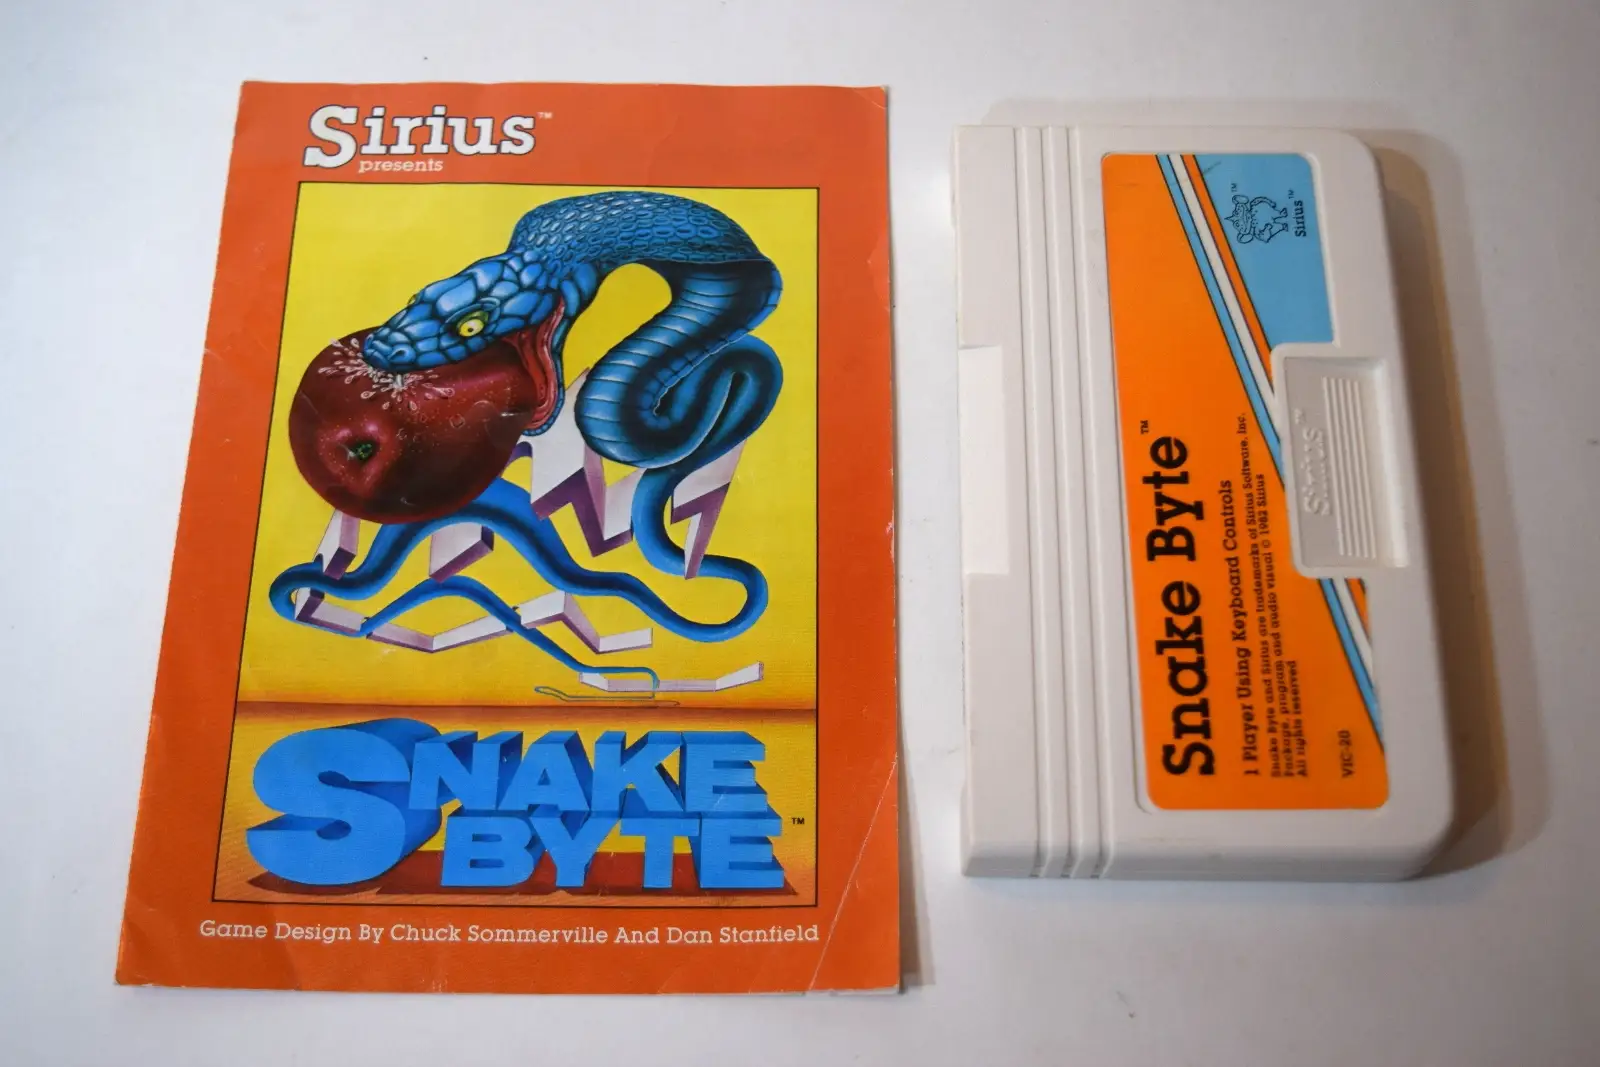 Sirius™
presents
SNAKE
BYTE™
Game Design By Chuck Sommerville And Dan Stanfield
Sirius™
Snake Byte™
1 Player Using Keyboard Controls
Snake Byte and Sirius are trademarks of Sirius Software, Inc.
Package, program and audio visual © 1982 Sirius
All rights reserved
VIC-20
Sirius™